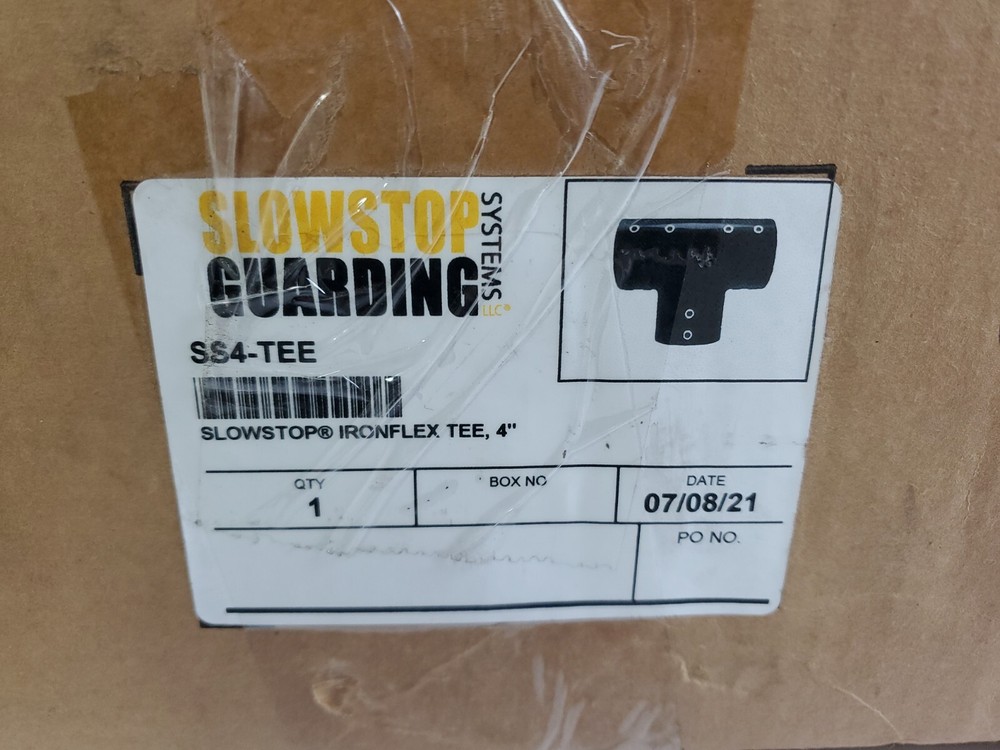 SLOWSTOP
GUARDING
SYSTEMS
LLC®
SS4-TEE
SLOWSTOP® IRONFLEX TEE, 4"
QTY
1
BOX NO
DATE
07/08/21
PO NO.